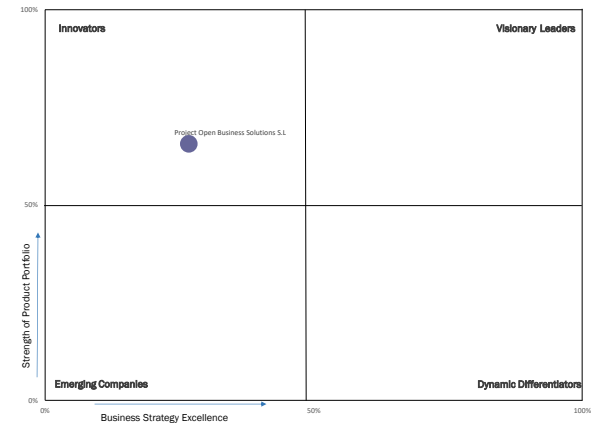 100%
Innovators
Visionary Leaders
Project Open Business Solutions S.L
50%
Strength of Product Portfolio
Emerging Companies
Dynamic Differentiators
0%
0%
50%
100%
Business Strategy Excellence